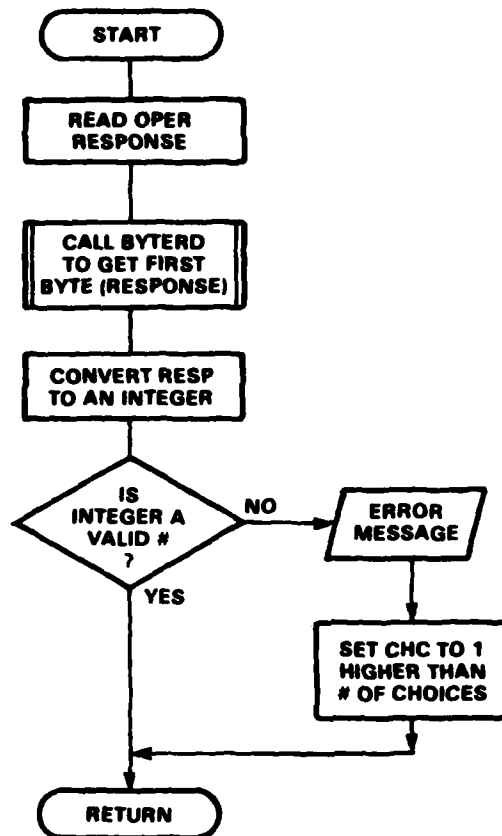 START
READ OPER
RESPONSE
CALL BYTERD
TO GET FIRST
BYTE (RESPONSE)
CONVERT RESP
TO AN INTEGER
IS
INTEGER A
VALID #
?
NO
YES
ERROR
MESSAGE
SET CHC TO 1
HIGHER THAN
# OF CHOICES
RETURN